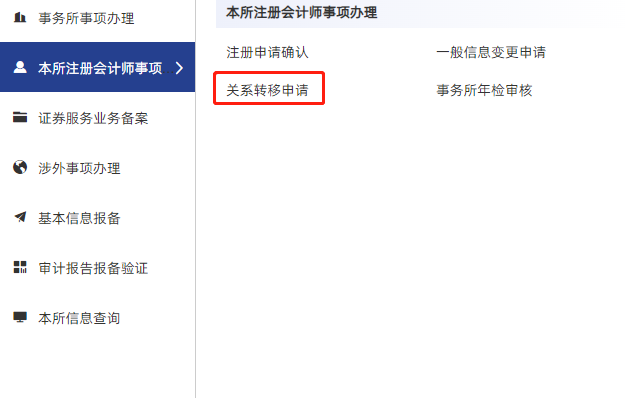 事务所事项办理
本所注册会计师事项
证券服务业务备案
涉外事项办理
基本信息报备
审计报告报备验证
本所信息查询
本所注册会计师事项办理
注册申请确认 一般信息变更申请
关系转移申请 事务所年检审核